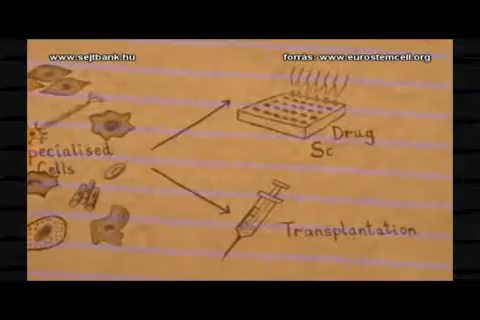 www.sejtbank.hu
forrás: www.eurostemcell.org
Drug
Sc
pecialised
Cells
Transplantation